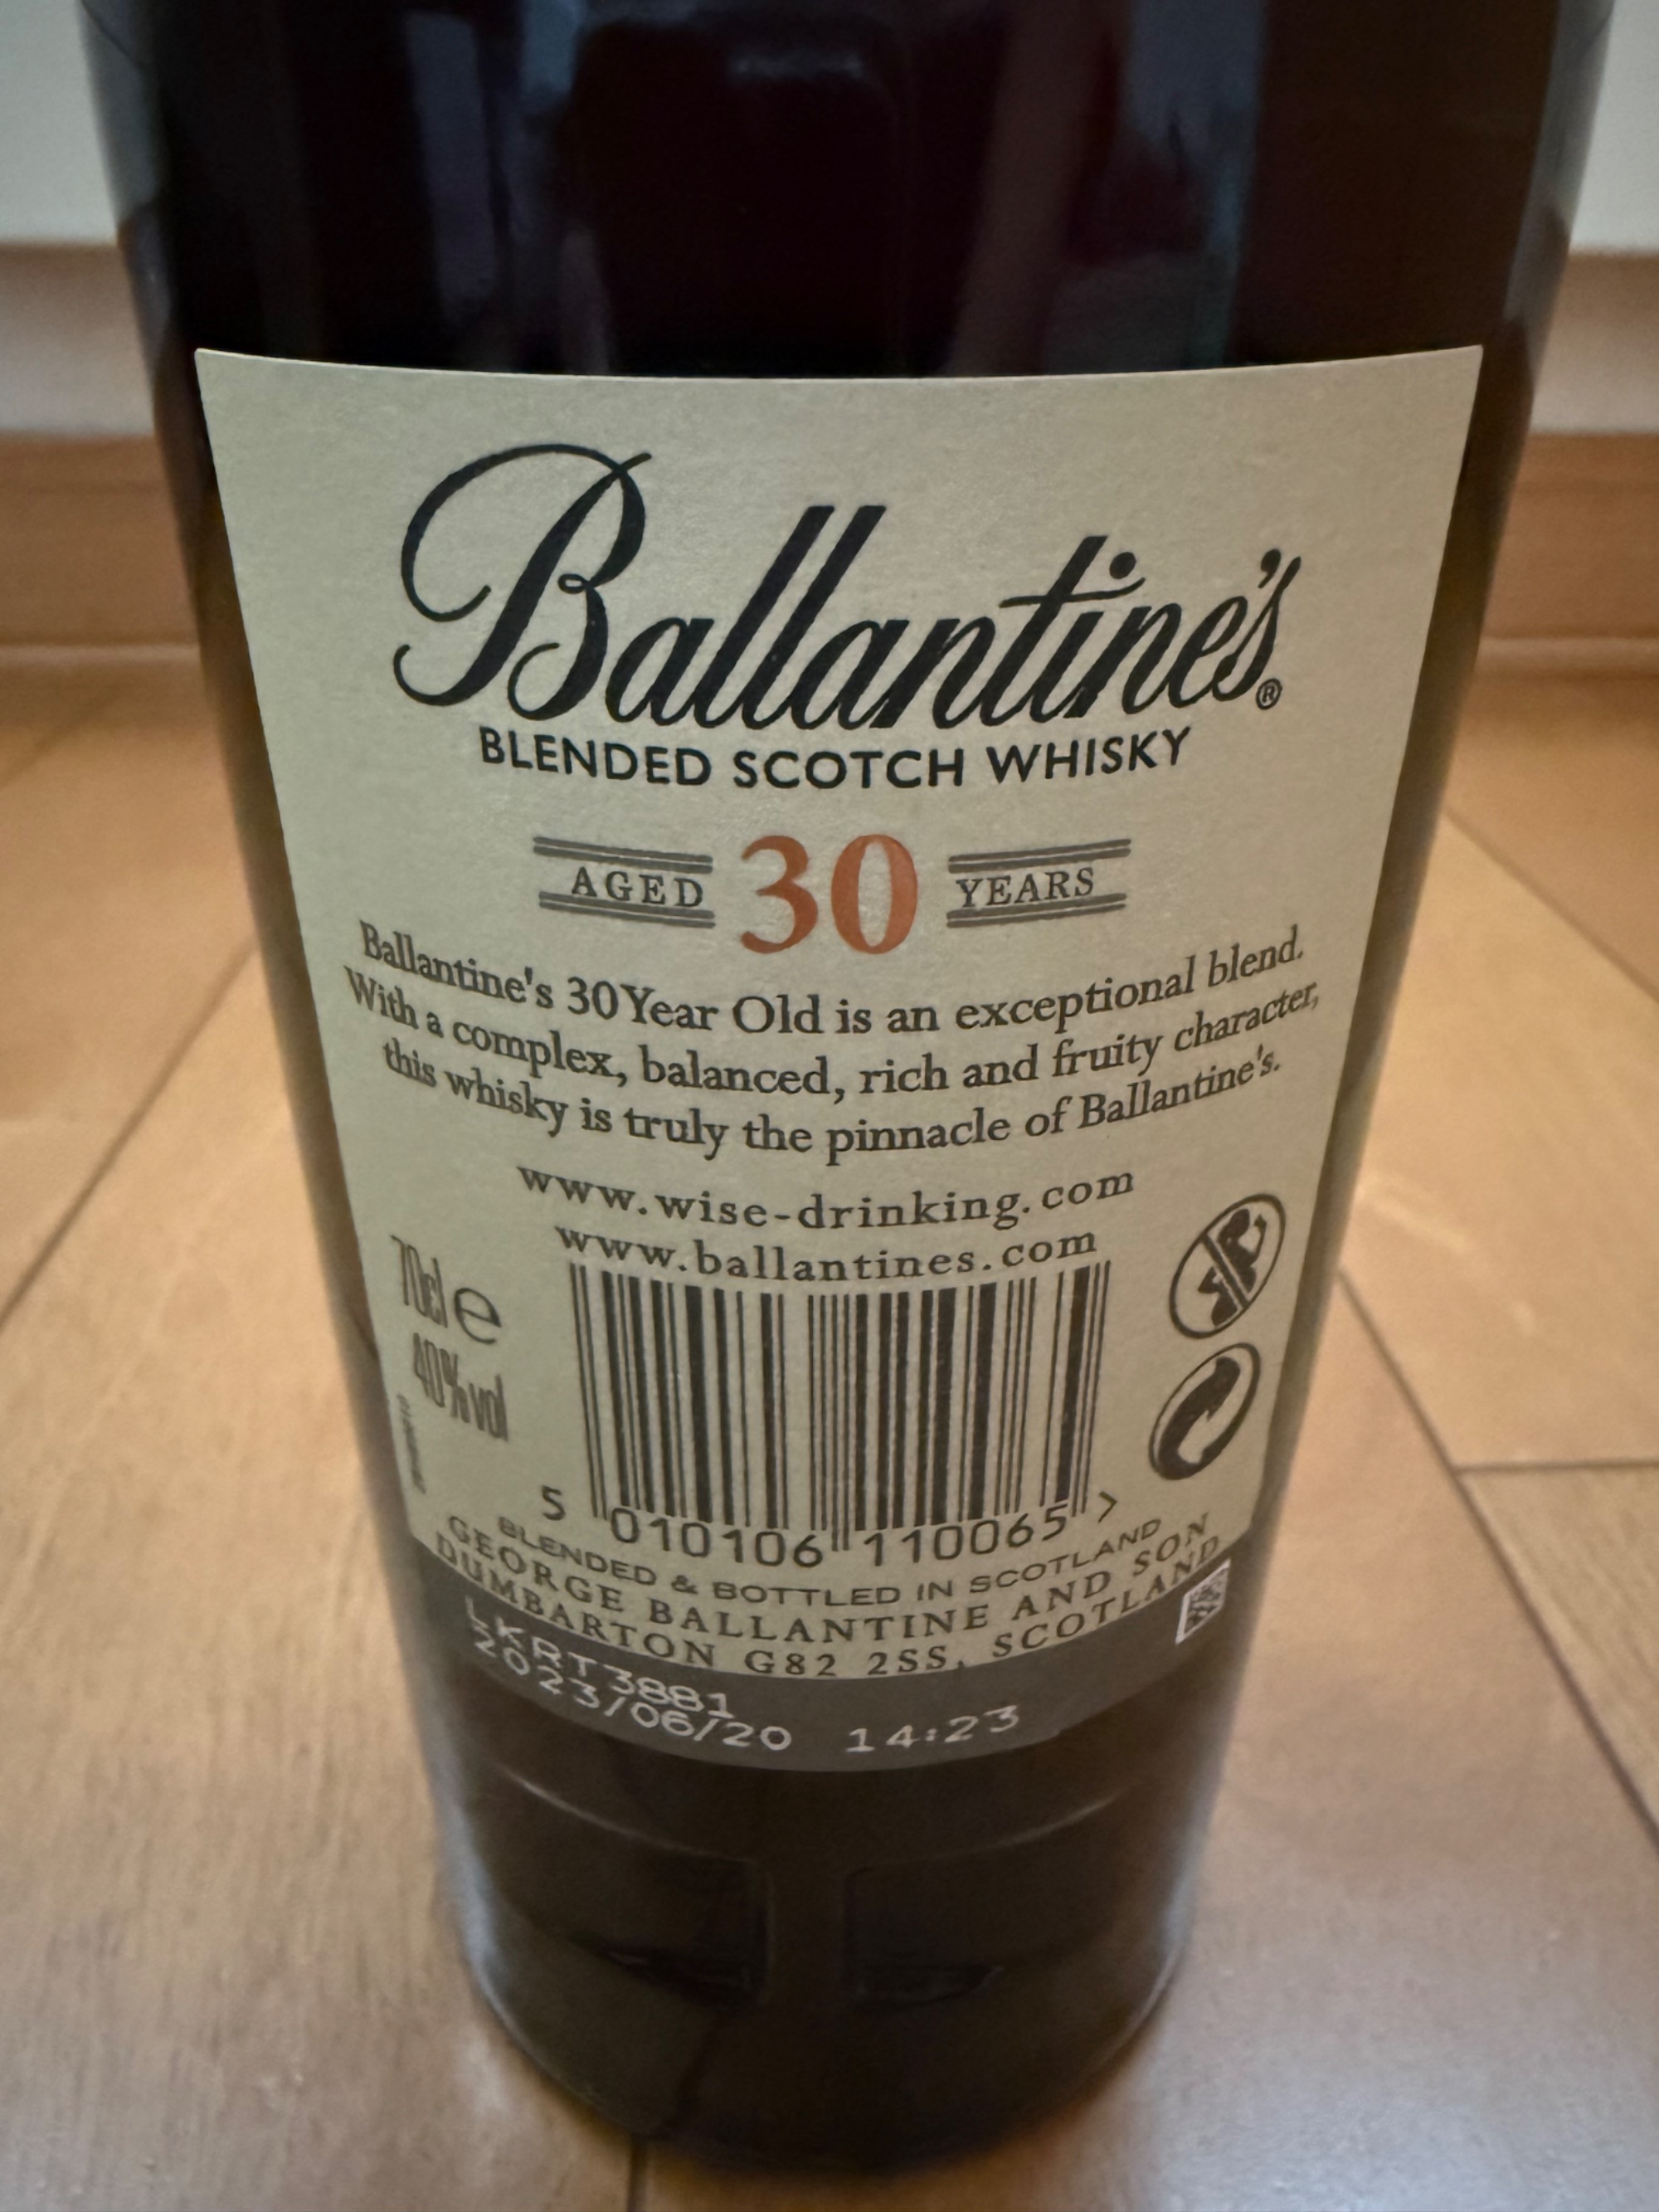 Ballantine's®
BLENDED SCOTCH WHISKY
AGED 30 YEARS
Ballantine's 30 Year Old is an exceptional blend.
With a complex, balanced, rich and fruity character,
this whisky is truly the pinnacle of Ballantine's.
www.wise-drinking.com
www.ballantines.com
70cl e
40%vol
5 010106 110065 >
BLENDED & BOTTLED IN SCOTLAND
GEORGE BALLANTINE AND SON
DUMBARTON G82 2SS, SCOTLAND
LKRT3881
2023/06/20 14:23